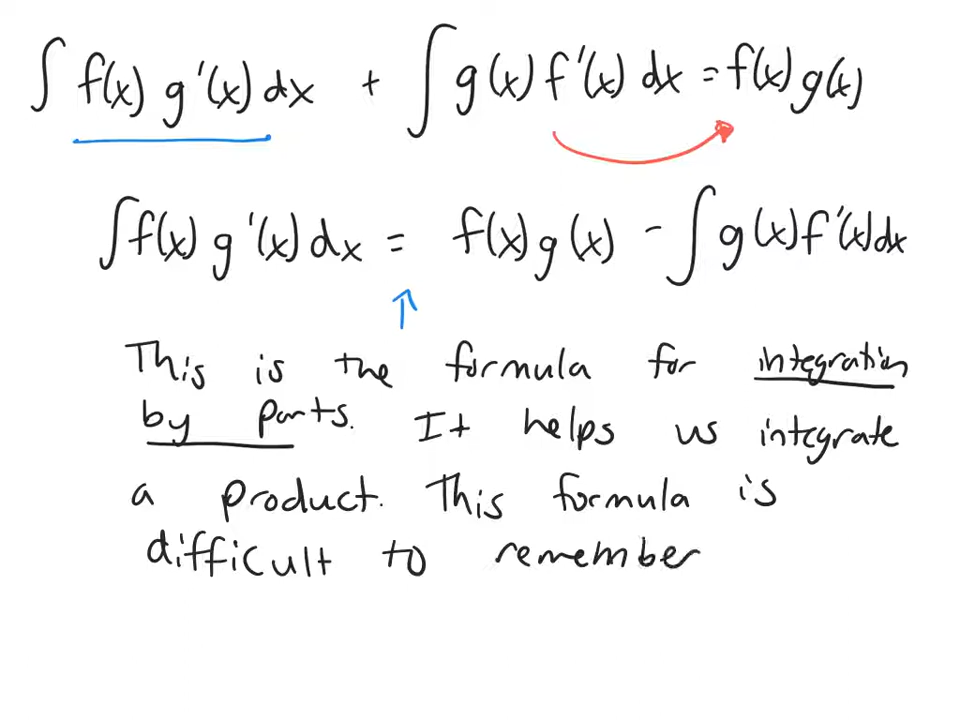 ∫ f(x) g'(x) dx + ∫ g(x) f'(x) dx = f(x) g(x)
∫ f(x) g'(x) dx = f(x) g(x) - ∫ g(x) f'(x) dx
This is the formula for integration
by parts. It helps us integrate
a product. This formula is
difficult to remember